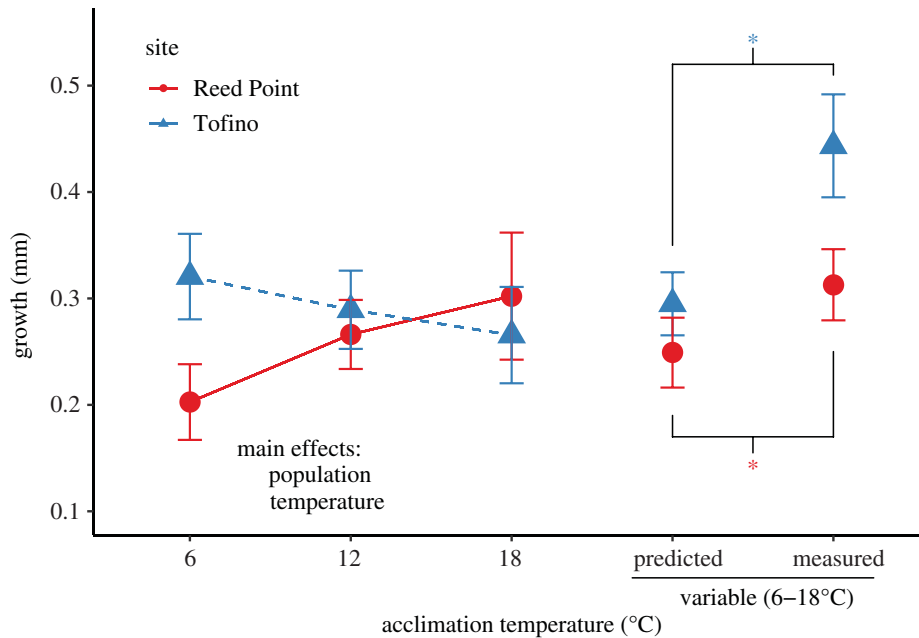 site
Reed Point
Tofino
*
0.5
0.4
0.3
0.2
0.1
growth (mm)
main effects:
population
temperature
*
6 12 18 predicted measured
variable (6–18°C)
acclimation temperature (°C)